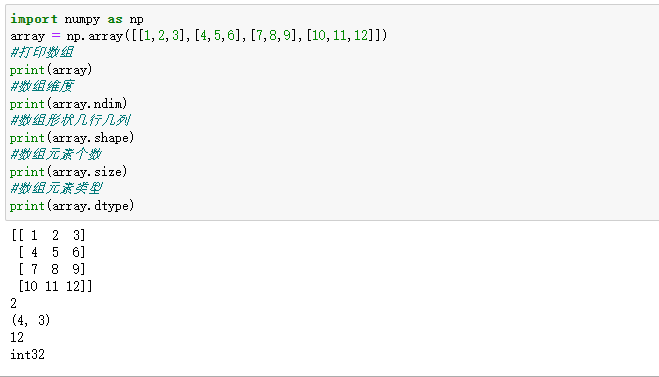 import numpy as np
array = np.array([[1,2,3],[4,5,6],[7,8,9],[10,11,12]])
#打印数组
print(array)
#数组维度
print(array.ndim)
#数组形状几行几列
print(array.shape)
#数组元素个数
print(array.size)
#数组元素类型
print(array.dtype)
[[ 1  2  3]
 [ 4  5  6]
 [ 7  8  9]
 [10 11 12]]
2
(4, 3)
12
int32